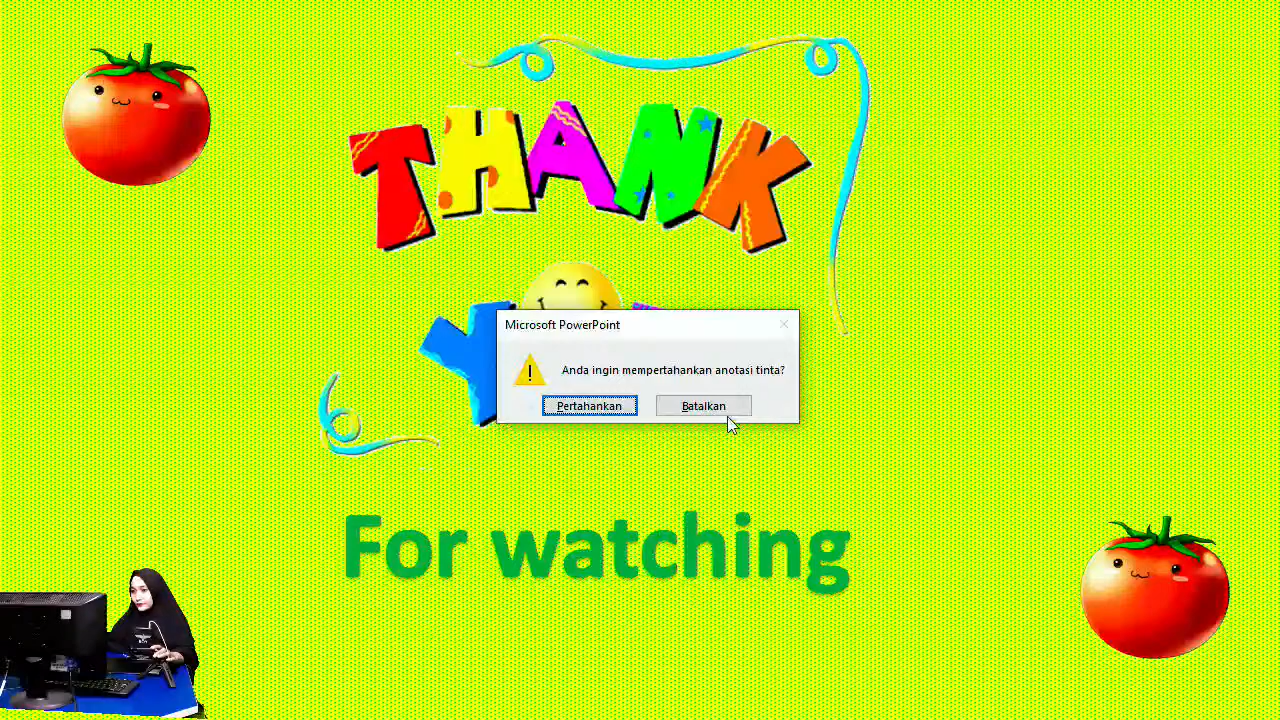 THANK
Y
Microsoft PowerPoint
Anda ingin mempertahankan anotasi tinta?
Pertahankan
Batalkan
For watching